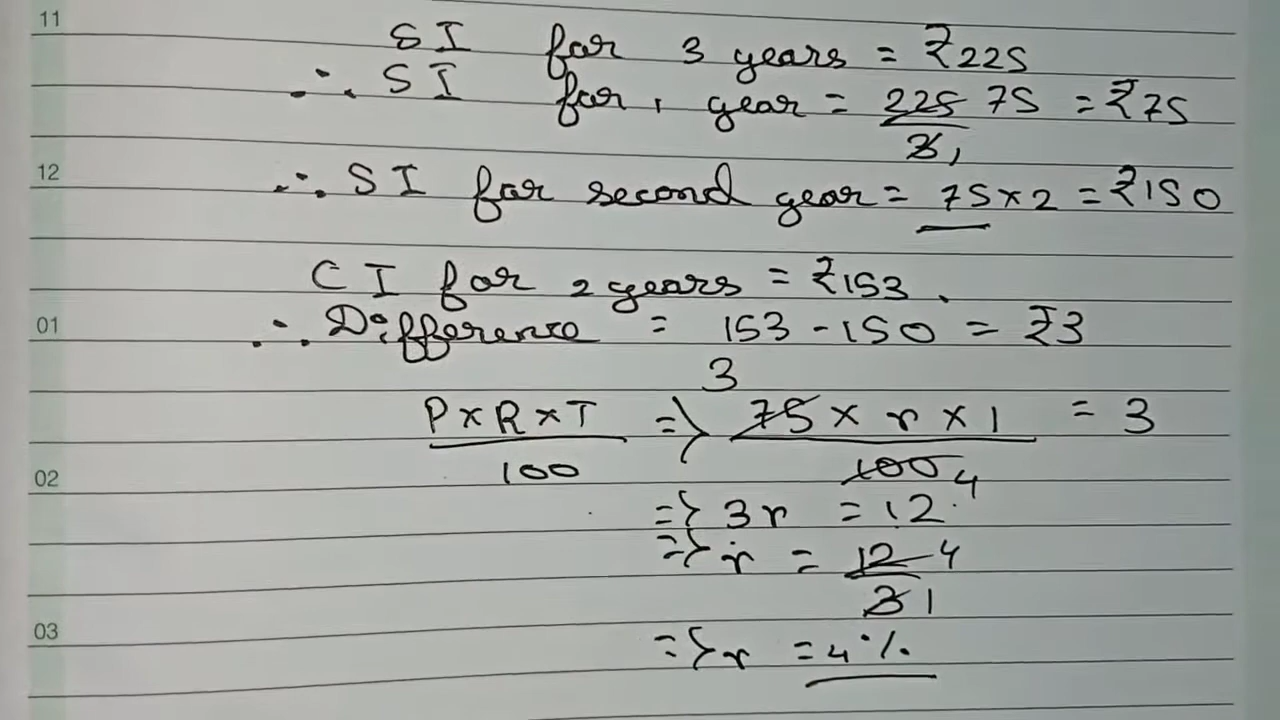 11
SI for 3 years = ₹225
∴ SI for 1 year = 225 75 = ₹75
3 1
12
∴ SI for second year = 75 × 2 = ₹150
CI for 2 years = ₹153.
01
∴ Difference = 153 - 150 = ₹3
3
P × R × T => 75 × r × 1 = 3
100 100 4
02
=> 3r = 12
=> r = 12 4
3 1
03
=> r = 4%